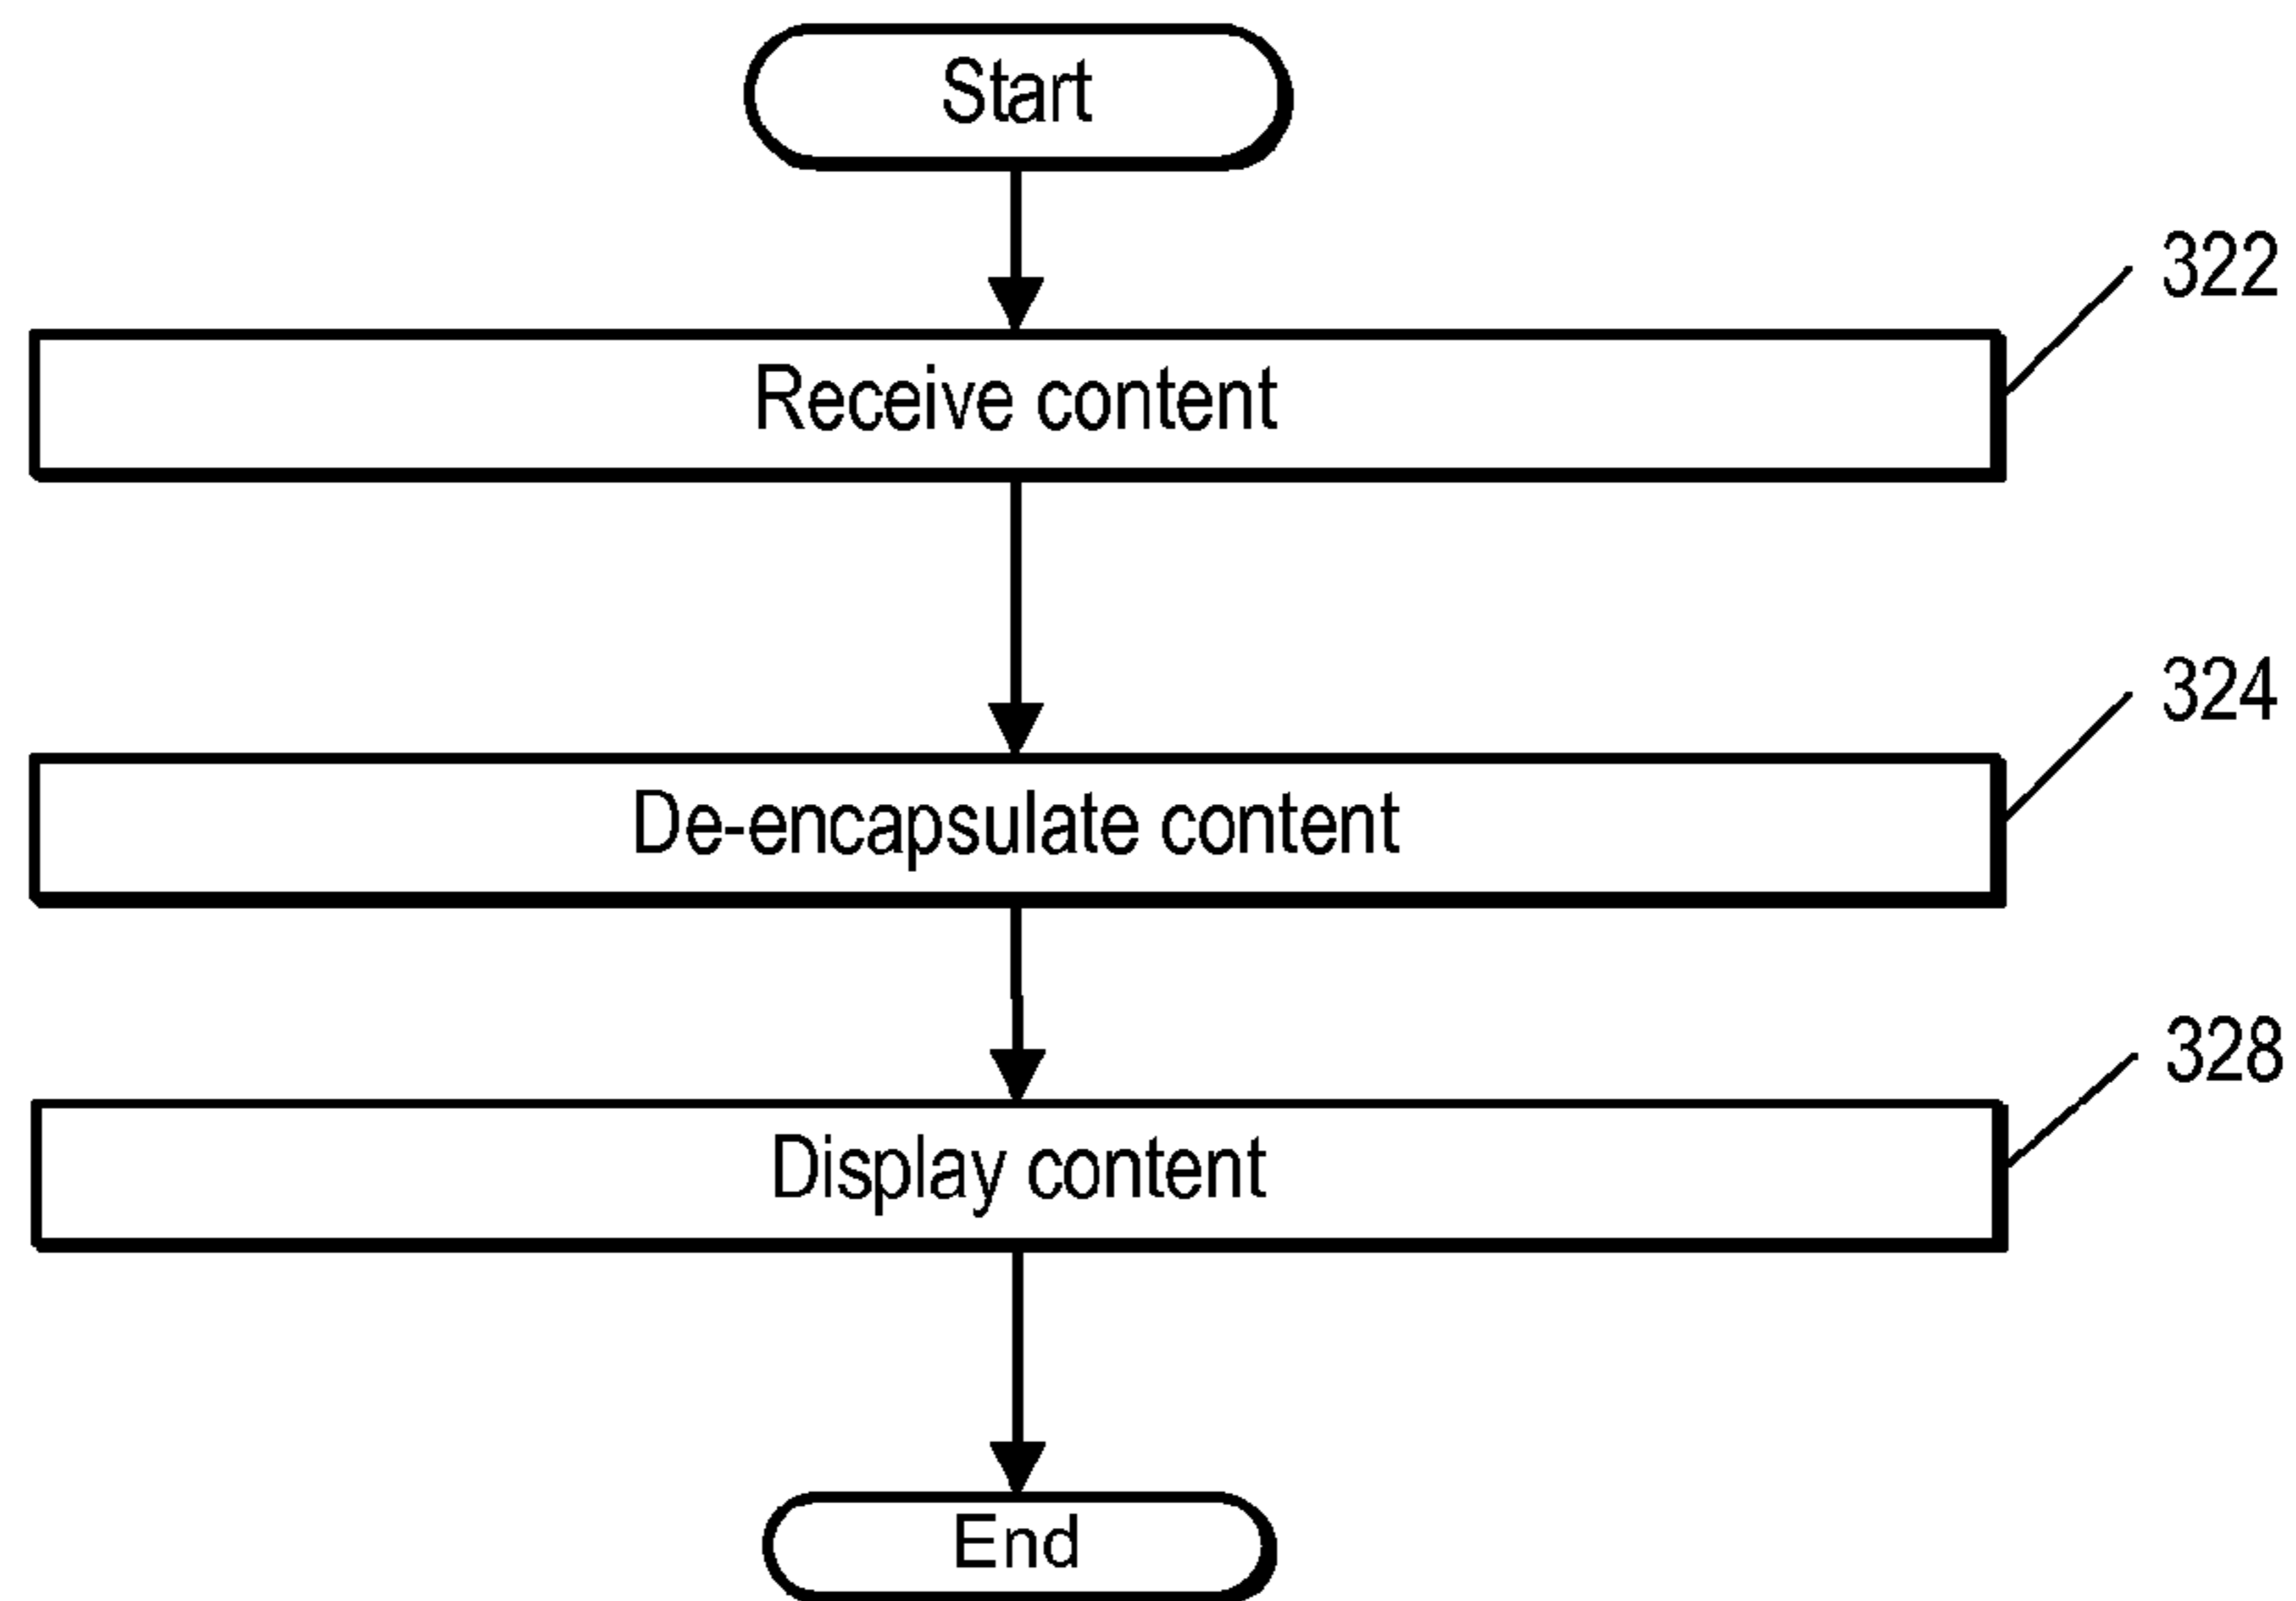 Start
322
Receive content
324
De-encapsulate content
328
Display content
End